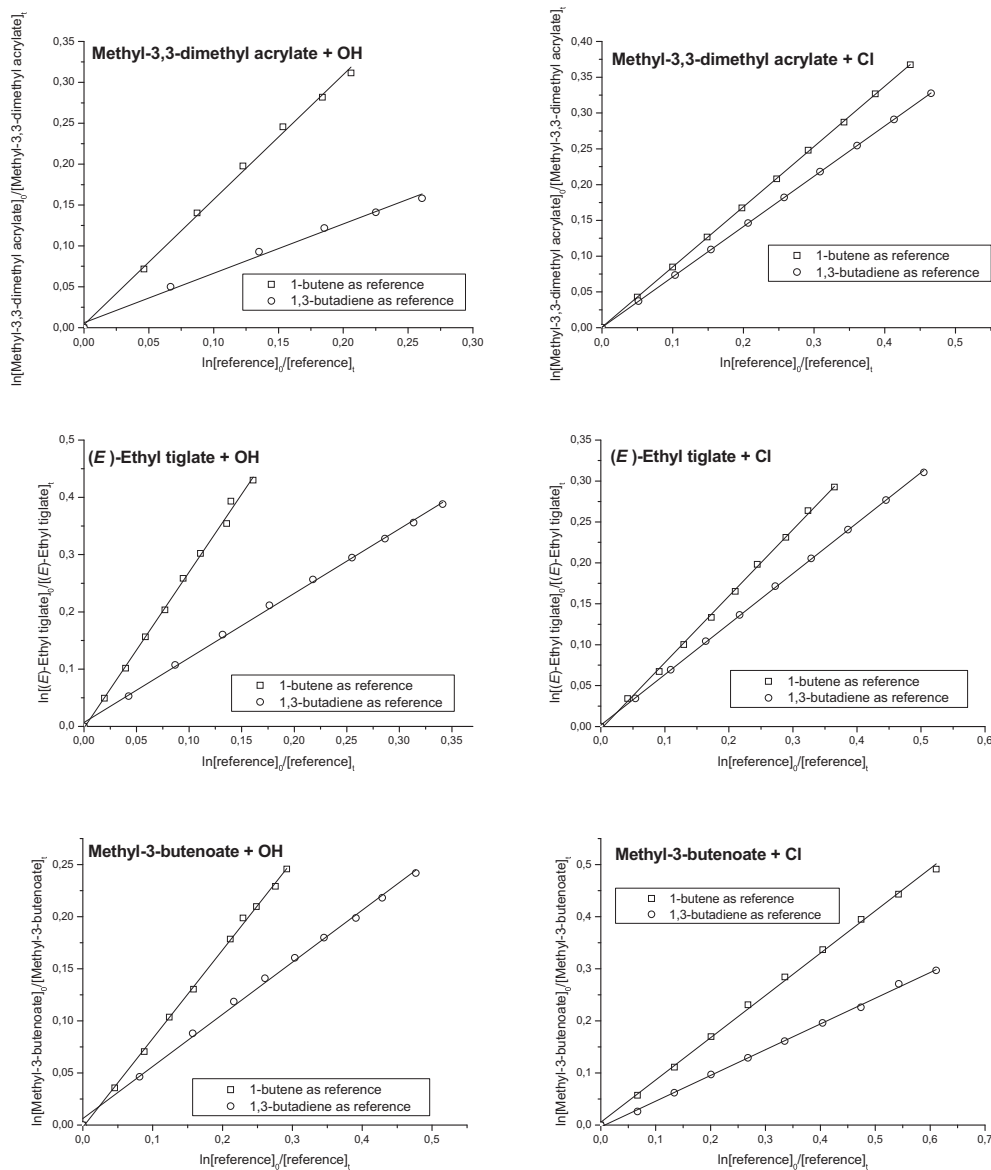 Methyl-3,3-dimethyl acrylate + OH
ln[Methyl-3,3-dimethyl acrylate]0/[Methyl-3,3-dimethyl acrylate]t
0,35
0,30
0,25
0,20
0,15
0,10
0,05
0,00
1-butene as reference
1,3-butadiene as reference
0,00 0,05 0,10 0,15 0,20 0,25 0,30
ln[reference]0/[reference]t
Methyl-3,3-dimethyl acrylate + Cl
ln[Methyl-3,3-dimethyl acrylate]0/[Methyl-3,3-dimethyl acrylate]t
0,40
0,35
0,30
0,25
0,20
0,15
0,10
0,05
0,00
1-butene as reference
1,3-butadiene as reference
0,0 0,1 0,2 0,3 0,4 0,5
ln[reference]0/[reference]t
(E )-Ethyl tiglate + OH
ln[(E)-Ethyl tiglate]0/[(E)-Ethyl tiglate]t
0,5
0,4
0,3
0,2
0,1
0,0
1-butene as reference
1,3-butadiene as reference
0,00 0,05 0,10 0,15 0,20 0,25 0,30 0,35
ln[reference]0/[reference]t
(E )-Ethyl tiglate + Cl
ln[(E)-Ethyl tiglate]0/[(E)-Ethyl tiglate]t
0,35
0,30
0,25
0,20
0,15
0,10
0,05
0,00
1-butene as reference
1,3-butadiene as reference
0,0 0,1 0,2 0,3 0,4 0,5 0,6
ln[reference]0/[reference]t
Methyl-3-butenoate + OH
ln[Methyl-3-butenoate]0/[Methyl-3-butenoate]t
0,25
0,20
0,15
0,10
0,05
0,00
1-butene as reference
1,3-butadiene as reference
0,0 0,1 0,2 0,3 0,4 0,5
ln[reference]0/[reference]t
Methyl-3-butenoate + Cl
ln[Methyl-3-butenoate]0/[Methyl-3-butenoate]t
0,5
0,4
0,3
0,2
0,1
0,0
1-butene as reference
1,3-butadiene as reference
0,0 0,1 0,2 0,3 0,4 0,5 0,6 0,7
ln[reference]0/[reference]t